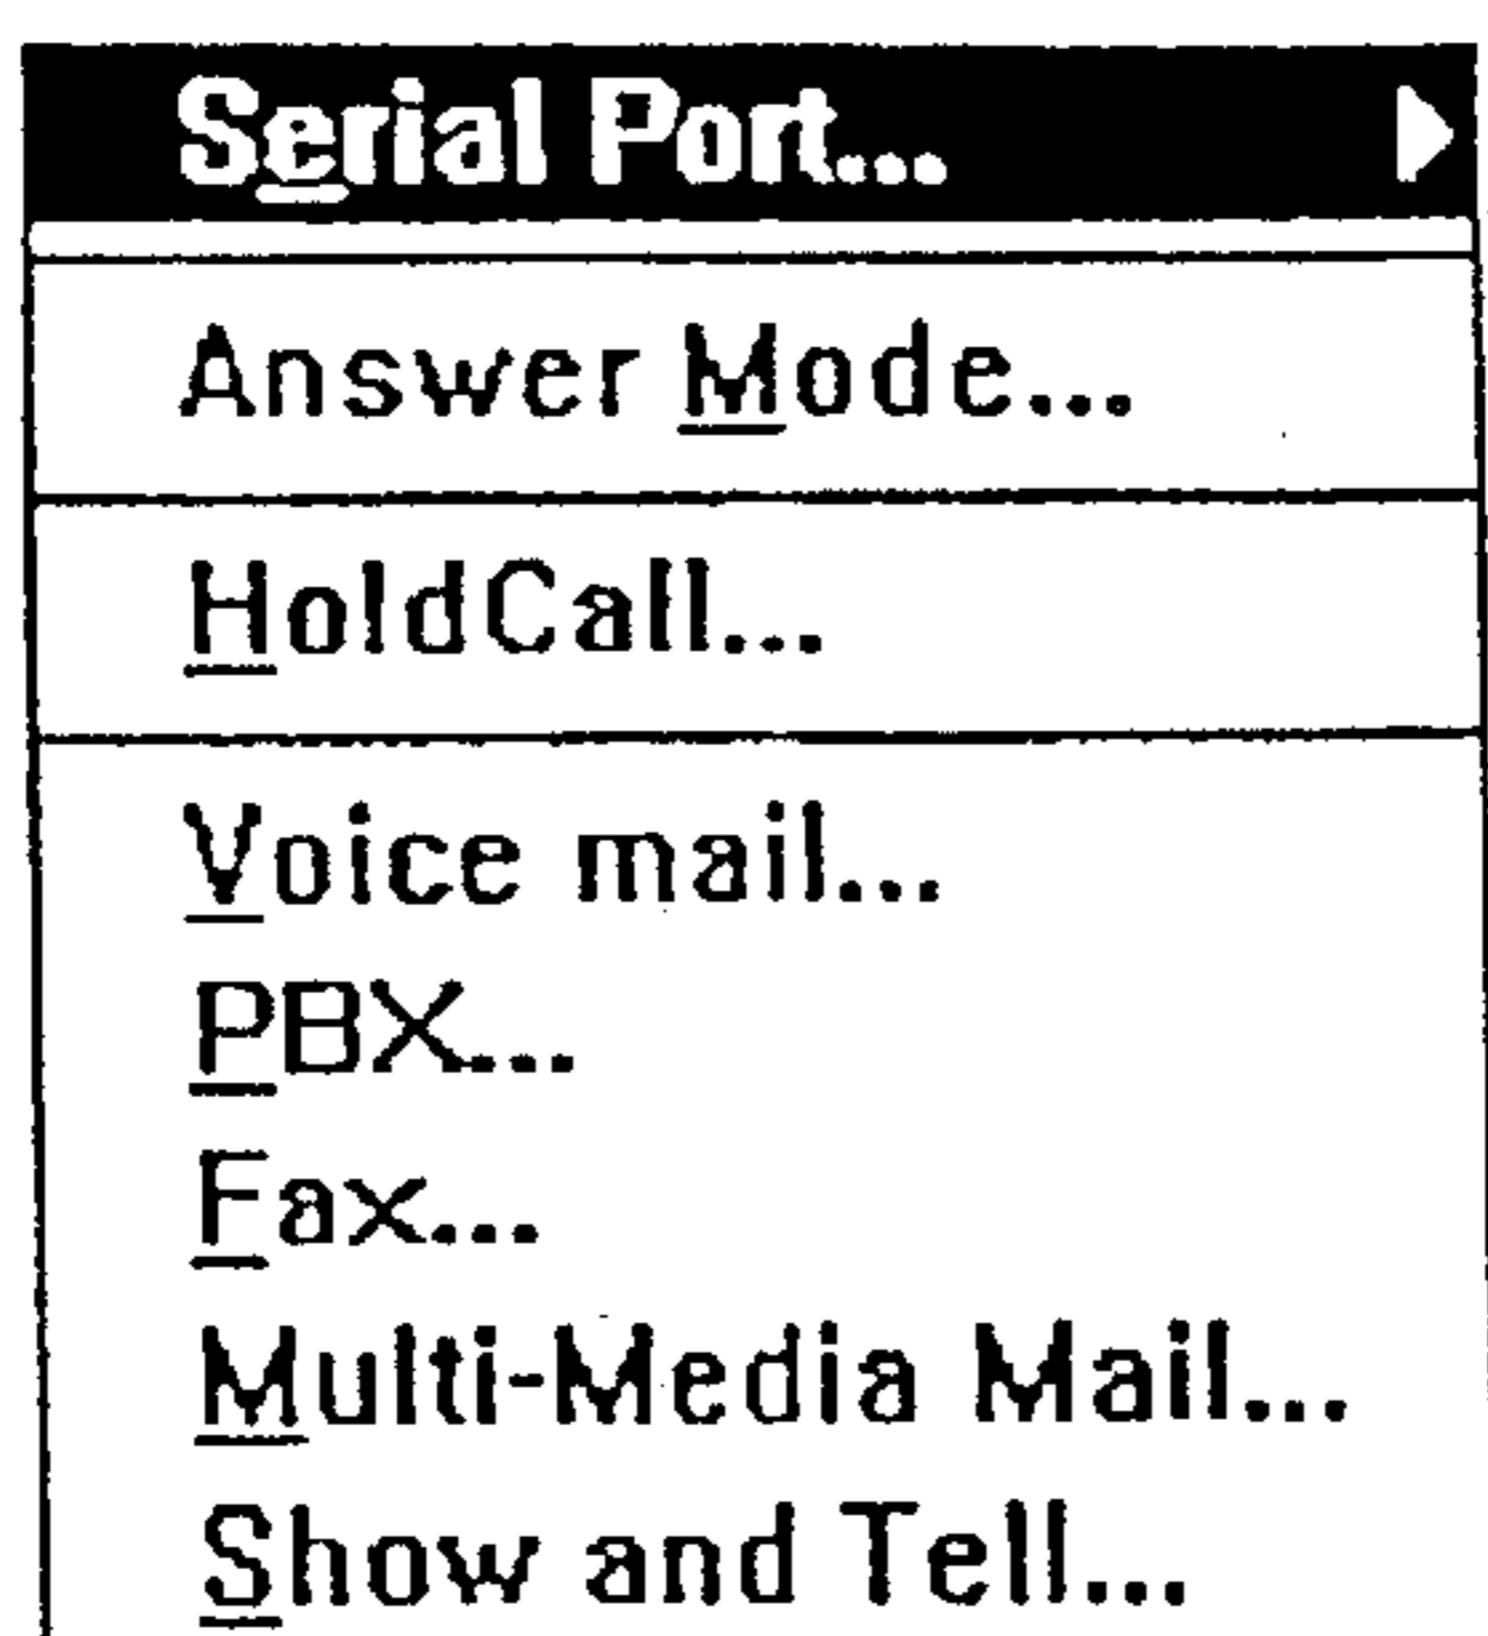 Serial Port...
Answer Mode...
HoldCall...
Voice mail...
PBX...
Fax...
Multi-Media Mail...
Show and Tell...